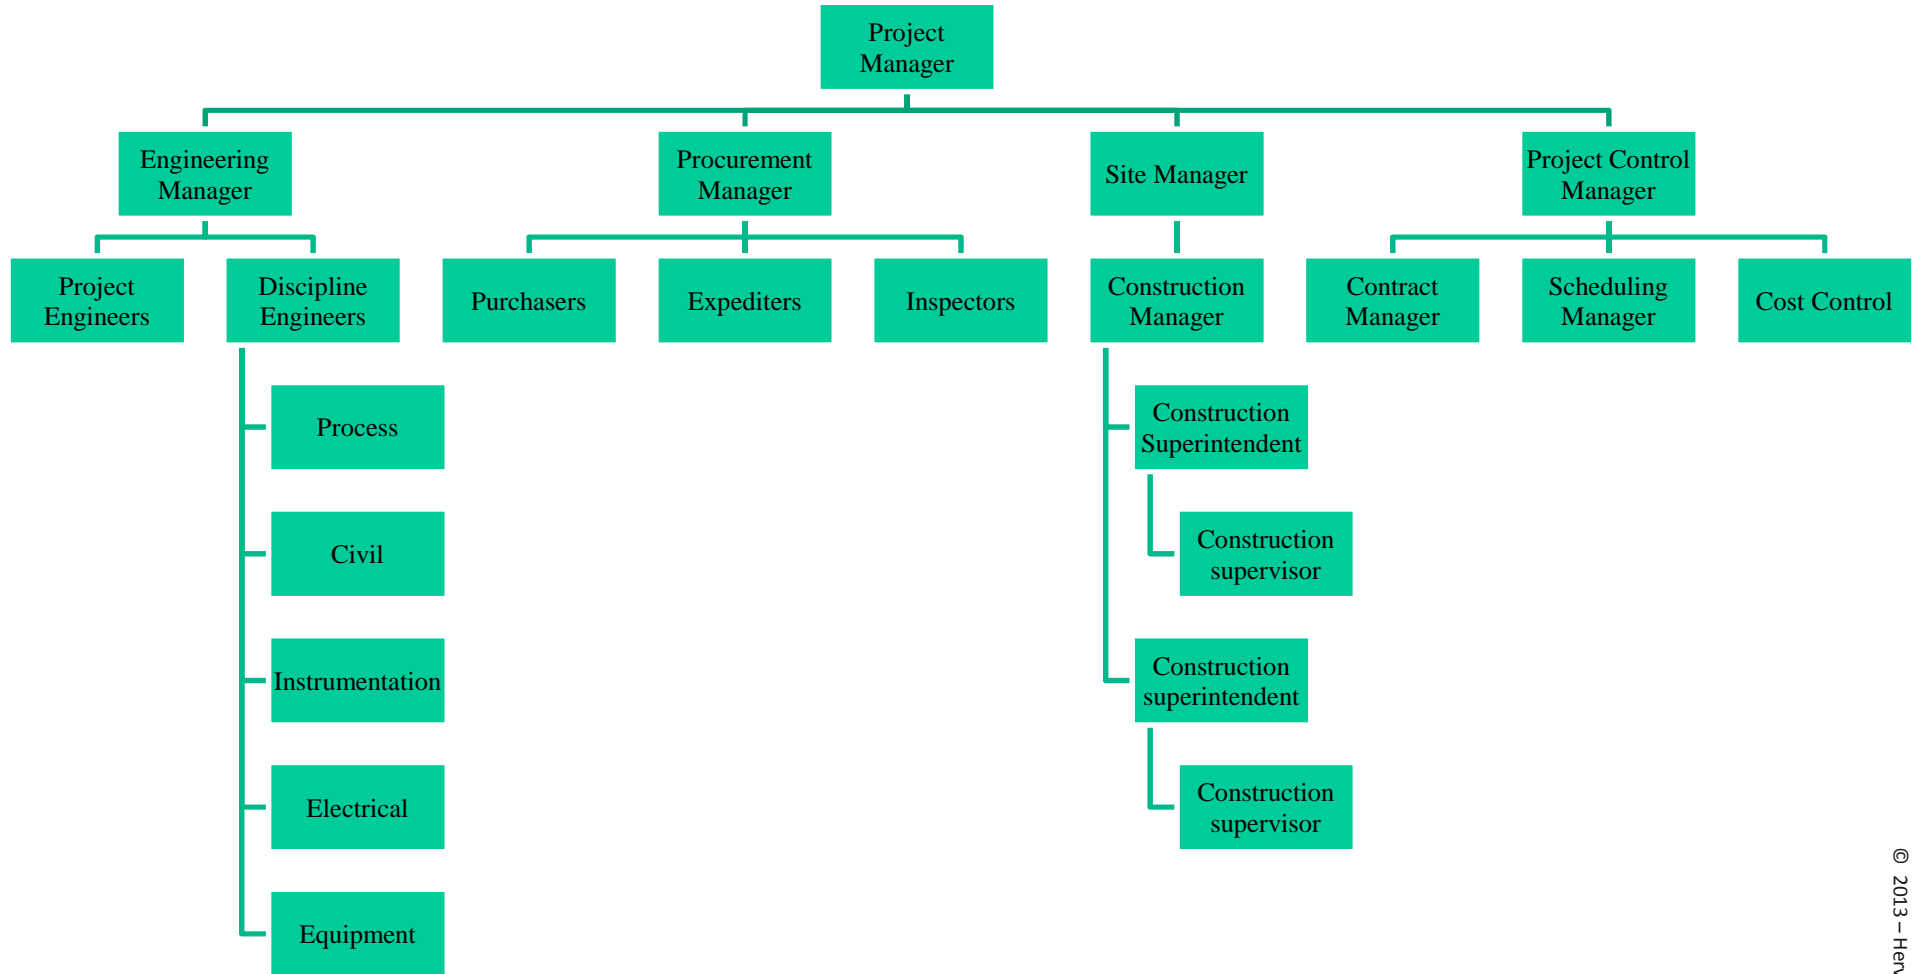 Project
Manager
Engineering
Manager
Procurement
Manager
Site Manager
Project Control
Manager
Project
Engineers
Discipline
Engineers
Purchasers
Expediters
Inspectors
Construction
Manager
Contract
Manager
Scheduling
Manager
Cost Control
Process
Construction
Superintendent
Civil
Construction
supervisor
Instrumentation
Construction
superintendent
Electrical
Construction
supervisor
Equipment
© 2013 –